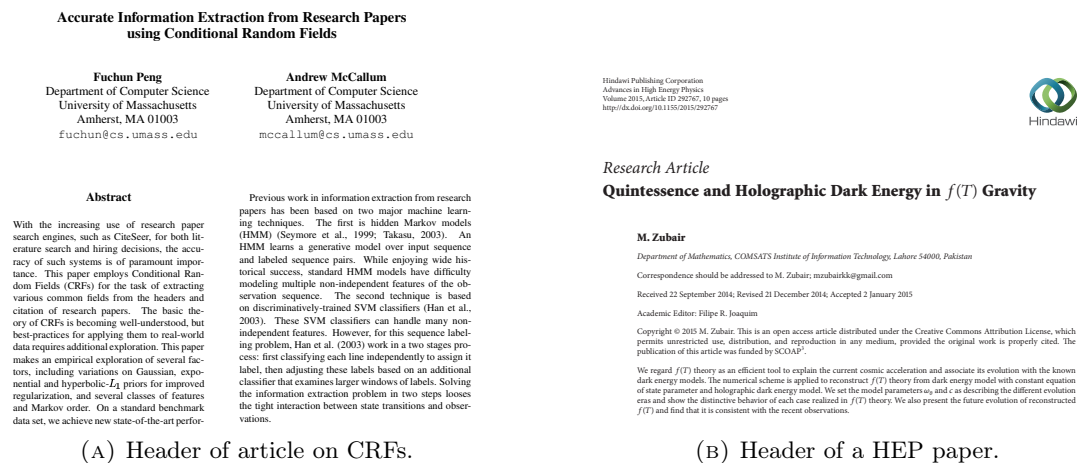 Accurate Information Extraction from Research Papers
using Conditional Random Fields
Fuchun Peng
Department of Computer Science
University of Massachusetts
Amherst, MA 01003
fuchun@cs.umass.edu
Andrew McCallum
Department of Computer Science
University of Massachusetts
Amherst, MA 01003
mccallum@cs.umass.edu
Abstract
With the increasing use of research paper
search engines, such as CiteSeer, for both lit-
erature search and hiring decisions, the accu-
racy of such systems is of paramount impor-
tance. This paper employs Conditional Ran-
dom Fields (CRFs) for the task of extracting
various common fields from the headers and
citation of research papers. The basic the-
ory of CRFs is becoming well-understood, but
best-practices for applying them to real-world
data requires additional exploration. This paper
makes an empirical exploration of several fac-
tors, including variations on Gaussian, expo-
nential and hyperbolic-L1 priors for improved
regularization, and several classes of features
and Markov order. On a standard benchmark
data set, we achieve new state-of-the-art perfor-
Previous work in information extraction from research
papers has been based on two major machine learn-
ing techniques. The first is hidden Markov models
(HMM) (Seymore et al., 1999; Takasu, 2003). An
HMM learns a generative model over input sequence
and labeled sequence pairs. While enjoying wide his-
torical success, standard HMM models have difficulty
modeling multiple non-independent features of the ob-
servation sequence. The second technique is based
on discriminatively-trained SVM classifiers (Han et al.,
2003). These SVM classifiers can handle many non-
independent features. However, for this sequence label-
ing problem, Han et al. (2003) work in a two stages pro-
cess: first classifying each line independently to assign it
label, then adjusting these labels based on an additional
classifier that examines larger windows of labels. Solving
the information extraction problem in two steps looses
the tight interaction between state transitions and obser-
vations.
(A) Header of article on CRFs.
Hindawi Publishing Corporation
Advances in High Energy Physics
Volume 2015, Article ID 292767, 10 pages
http://dx.doi.org/10.1155/2015/292767
Hindawi
Research Article
Quintessence and Holographic Dark Energy in f(T) Gravity
M. Zubair
Department of Mathematics, COMSATS Institute of Information Technology, Lahore 54000, Pakistan
Correspondence should be addressed to M. Zubair; mzubairkk@gmail.com
Received 22 September 2014; Revised 21 December 2014; Accepted 2 January 2015
Academic Editor: Filipe R. Joaquim
Copyright © 2015 M. Zubair. This is an open access article distributed under the Creative Commons Attribution License, which
permits unrestricted use, distribution, and reproduction in any medium, provided the original work is properly cited. The
publication of this article was funded by SCOAP³.
We regard f(T) theory as an efficient tool to explain the current cosmic acceleration and associate its evolution with the known
dark energy models. The numerical scheme is applied to reconstruct f(T) theory from dark energy model with constant equation
of state parameter and holographic dark energy model. We set the model parameters ω and c as describing the different evolution
eras and show the distinctive behavior of each case realized in f(T) theory. We also present the future evolution of reconstructed
f(T) and find that it is consistent with the recent observations.
(B) Header of a HEP paper.